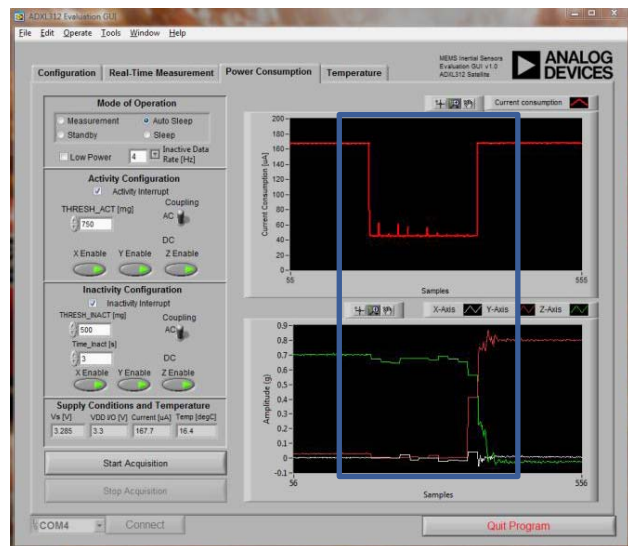 ADXL312 Evaluation GUI
File Edit Operate Tools Window Help
MEMS Inertial Sensors
Evaluation GUI v1.0
ADXL312 Satellite
ANALOG
DEVICES
Configuration Real-Time Measurement Power Consumption Temperature
Mode of Operation
Measurement Auto Sleep
Standby Sleep
Low Power 4 Inactive Data
Rate [Hz]
Activity Configuration
Activity Interrupt
THRESH_ACT [mg] Coupling
750 AC
DC
X Enable Y Enable Z Enable
Inactivity Configuration
Inactivity Interrupt
THRESH_INACT [mg] Coupling
500 AC
Time_Inact [s]
3 DC
X Enable Y Enable Z Enable
Supply Conditions and Temperature
Vs [V] VDD I/O [V] Current [uA] Temp [degC]
3.285 3.3 167.7 16.4
Start Acquisition
Stop Acquisition
Current consumption
Current Consumption [uA]
200
180
160
140
120
100
80
60
40
20
0
55 555
Samples
X-Axis Y-Axis Z-Axis
Amplitude (g)
0.9
0.8
0.7
0.6
0.5
0.4
0.3
0.2
0.1
0
-0.1
56 556
Samples
COM4 Connect Quit Program